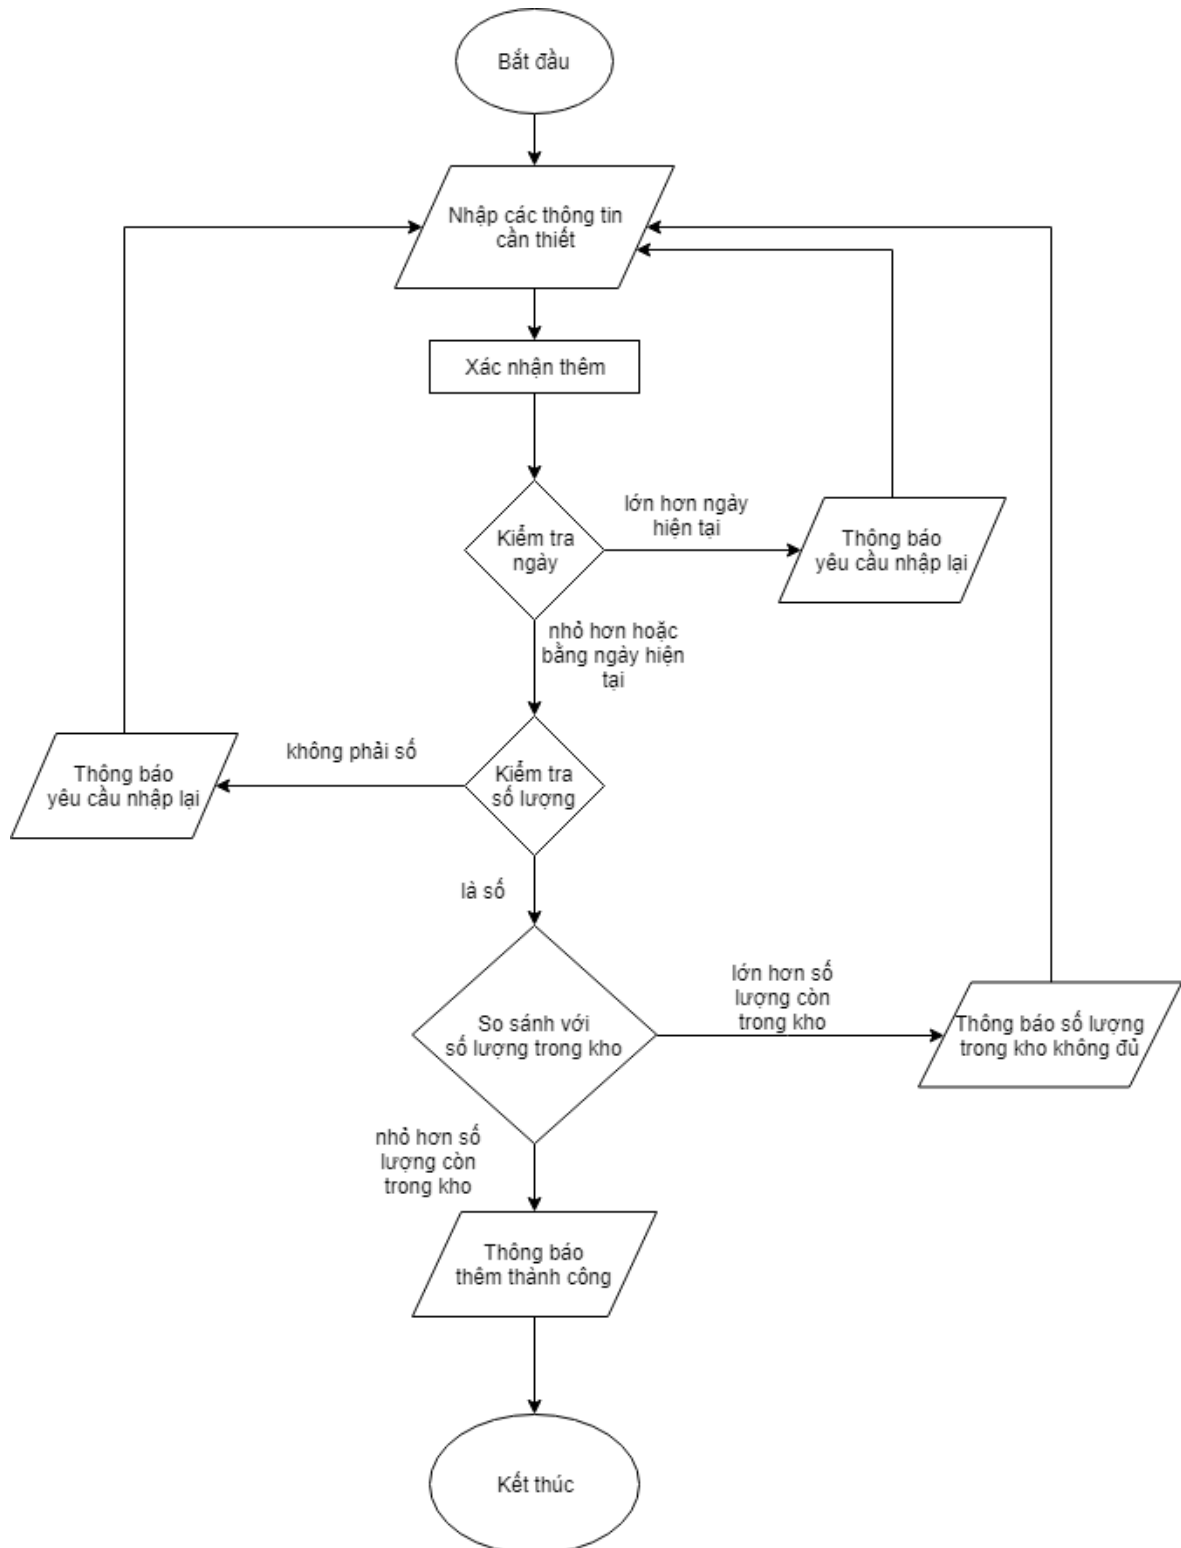 Bắt đầu
Nhập các thông tin
cần thiết
Xác nhận thêm
Kiểm tra
ngày
lớn hơn ngày
hiện tại
Thông báo
yêu cầu nhập lại
nhỏ hơn hoặc
bằng ngày hiện
tại
Kiểm tra
số lượng
không phải số
Thông báo
yêu cầu nhập lại
là số
So sánh với
số lượng trong kho
lớn hơn số
lượng còn
trong kho
Thông báo số lượng
trong kho không đủ
nhỏ hơn số
lượng còn
trong kho
Thông báo
thêm thành công
Kết thúc